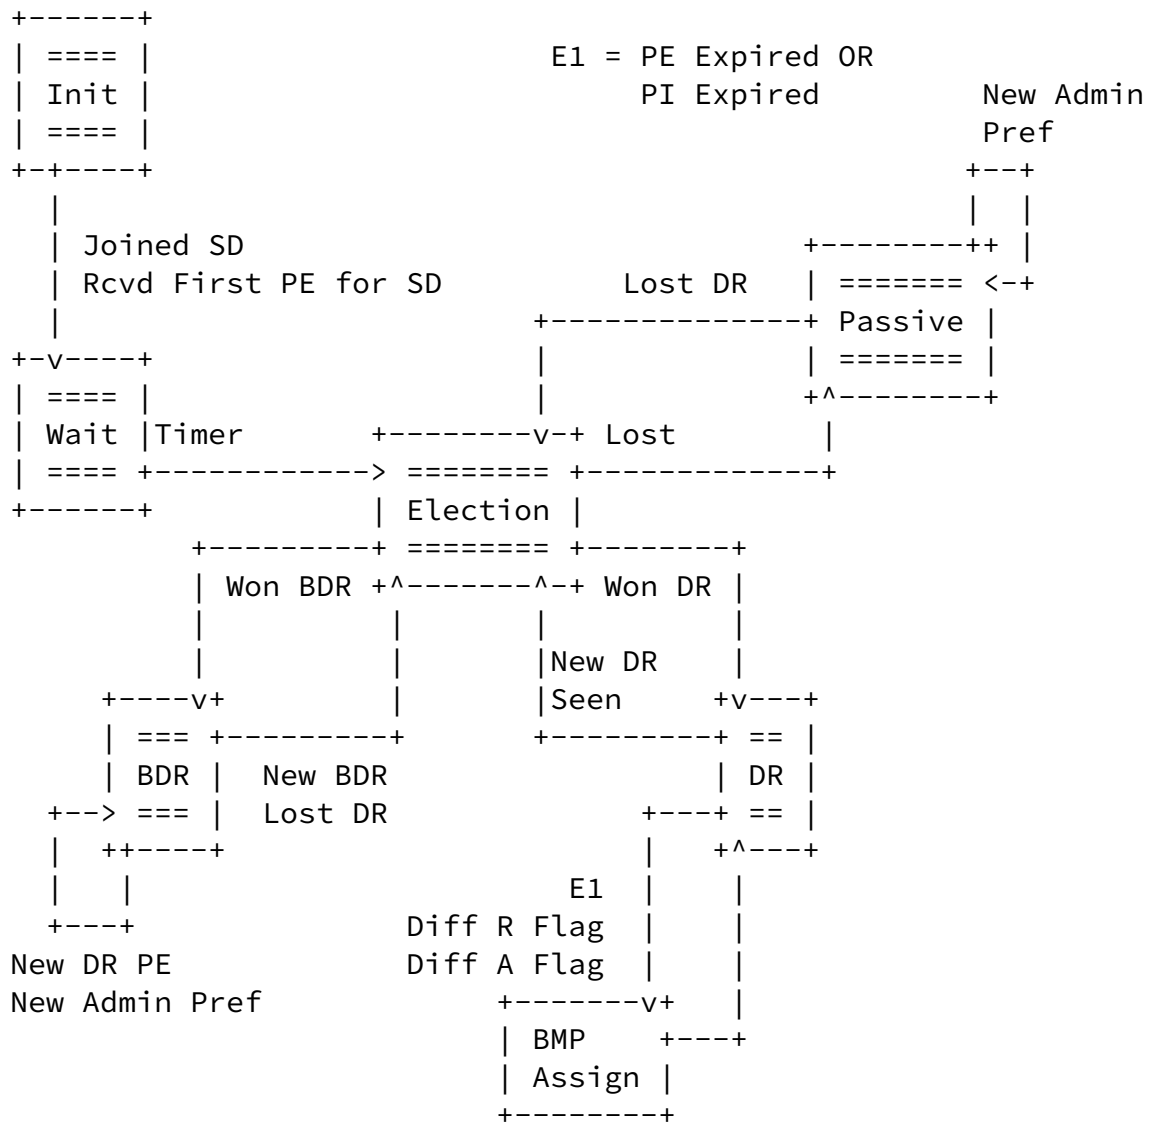 E1 = PE Expired OR
Init PI Expired New Admin
Pref
Joined SD
Rcvd First PE for SD Lost DR
Passive
Wait Timer Lost
Election
Won BDR Won DR
New DR
Seen
BDR New BDR DR
Lost DR
E1
Diff R Flag
New DR PE Diff A Flag
New Admin Pref
BMP
Assign